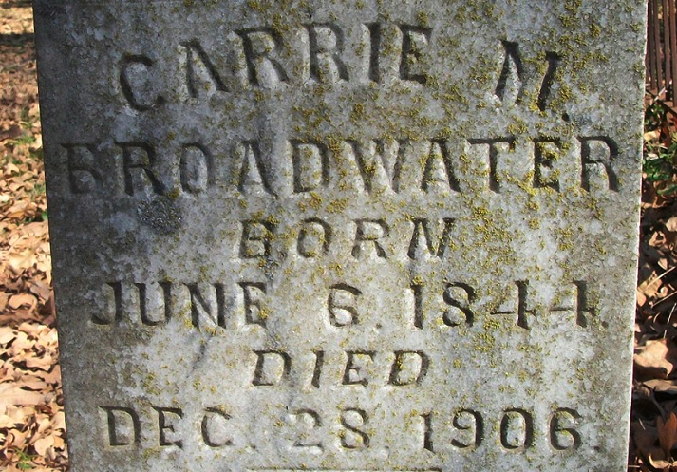 CARRIE M.
BROADWATER
BORN
JUNE 6. 1844.
DIED
DEC. 28. 1906.